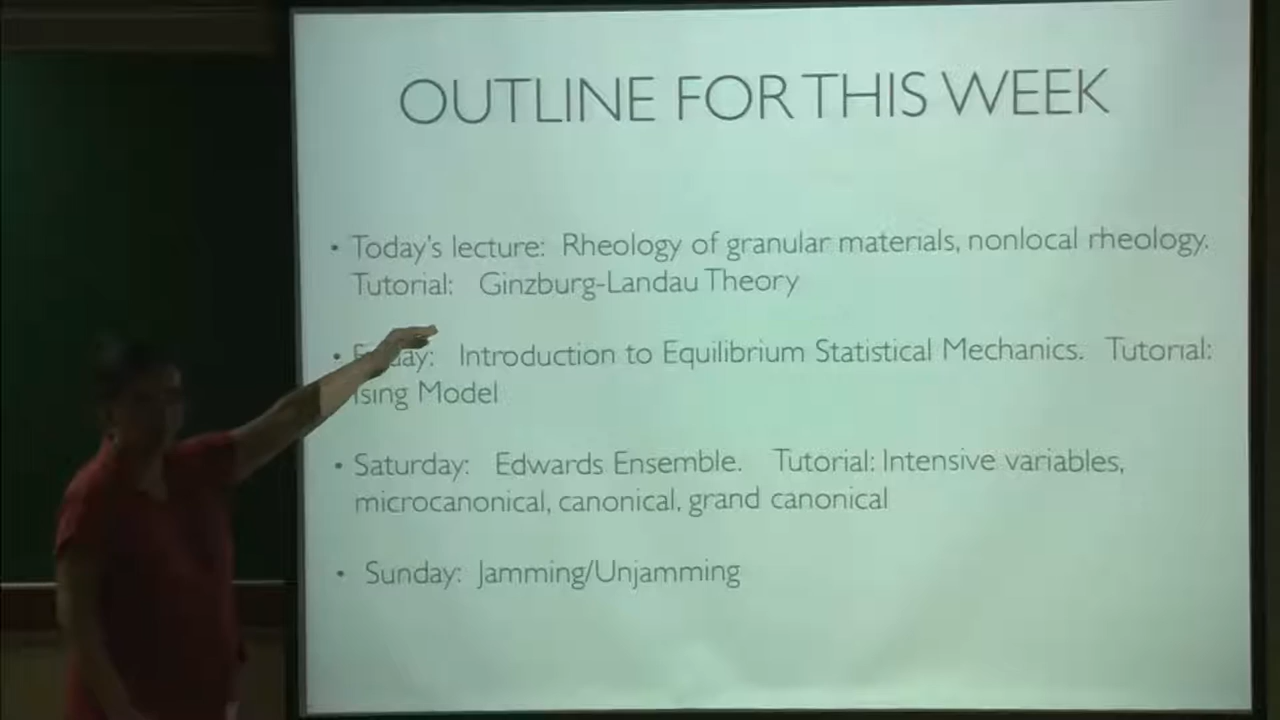 OUTLINE FOR THIS WEEK
• Today's lecture: Rheology of granular materials, nonlocal rheology.
Tutorial: Ginzburg-Landau Theory
• Friday: Introduction to Equilibrium Statistical Mechanics. Tutorial:
Ising Model
• Saturday: Edwards Ensemble. Tutorial: Intensive variables,
microcanonical, canonical, grand canonical
• Sunday: Jamming/Unjamming